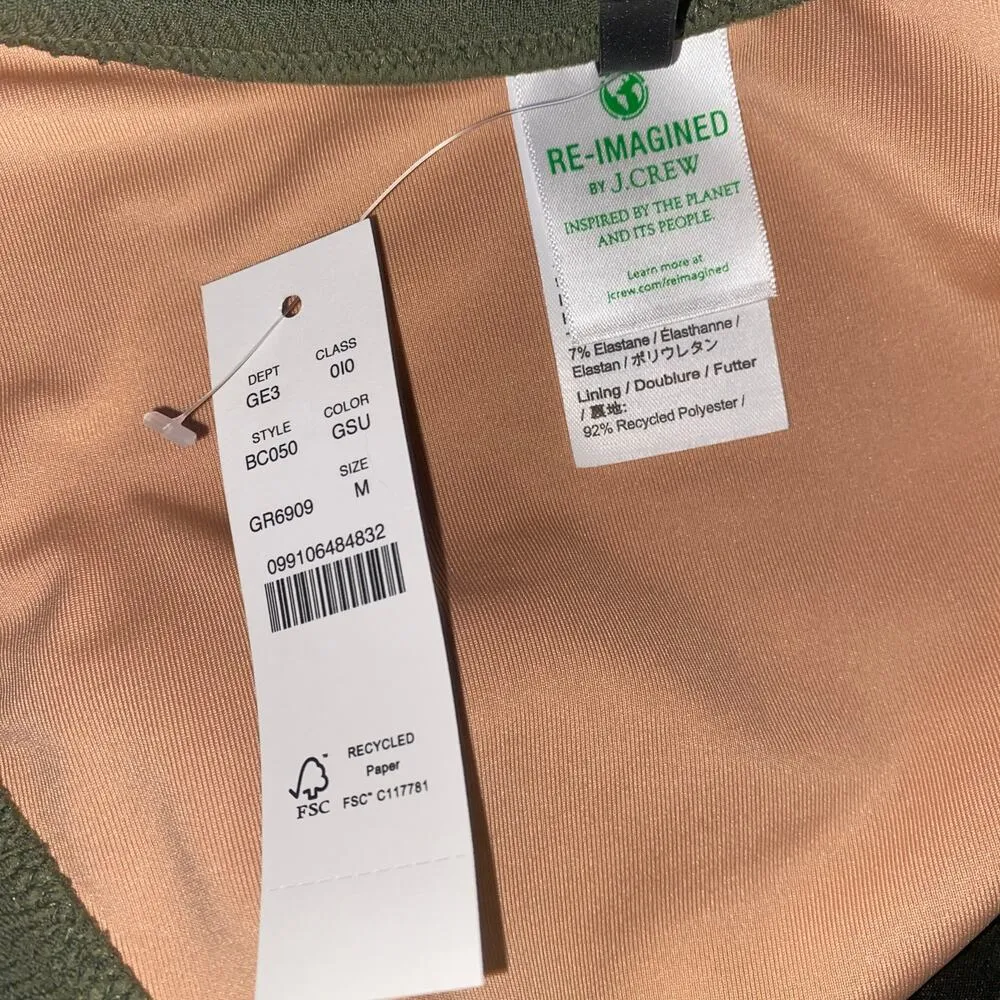 RE-IMAGINED
BY J.CREW
INSPIRED BY THE PLANET
AND ITS PEOPLE.
Learn more at
jcrew.com/reimagined
7% Elastane / Élasthanne /
Elastan / ポリウレタン
Lining / Doublure / Futter
/ 裏地:
92% Recycled Polyester /
DEPT CLASS
GE3 0I0
STYLE COLOR
BC050 GSU
SIZE
GR6909 M
099106484832
RECYCLED
Paper
FSC™ C117781
FSC